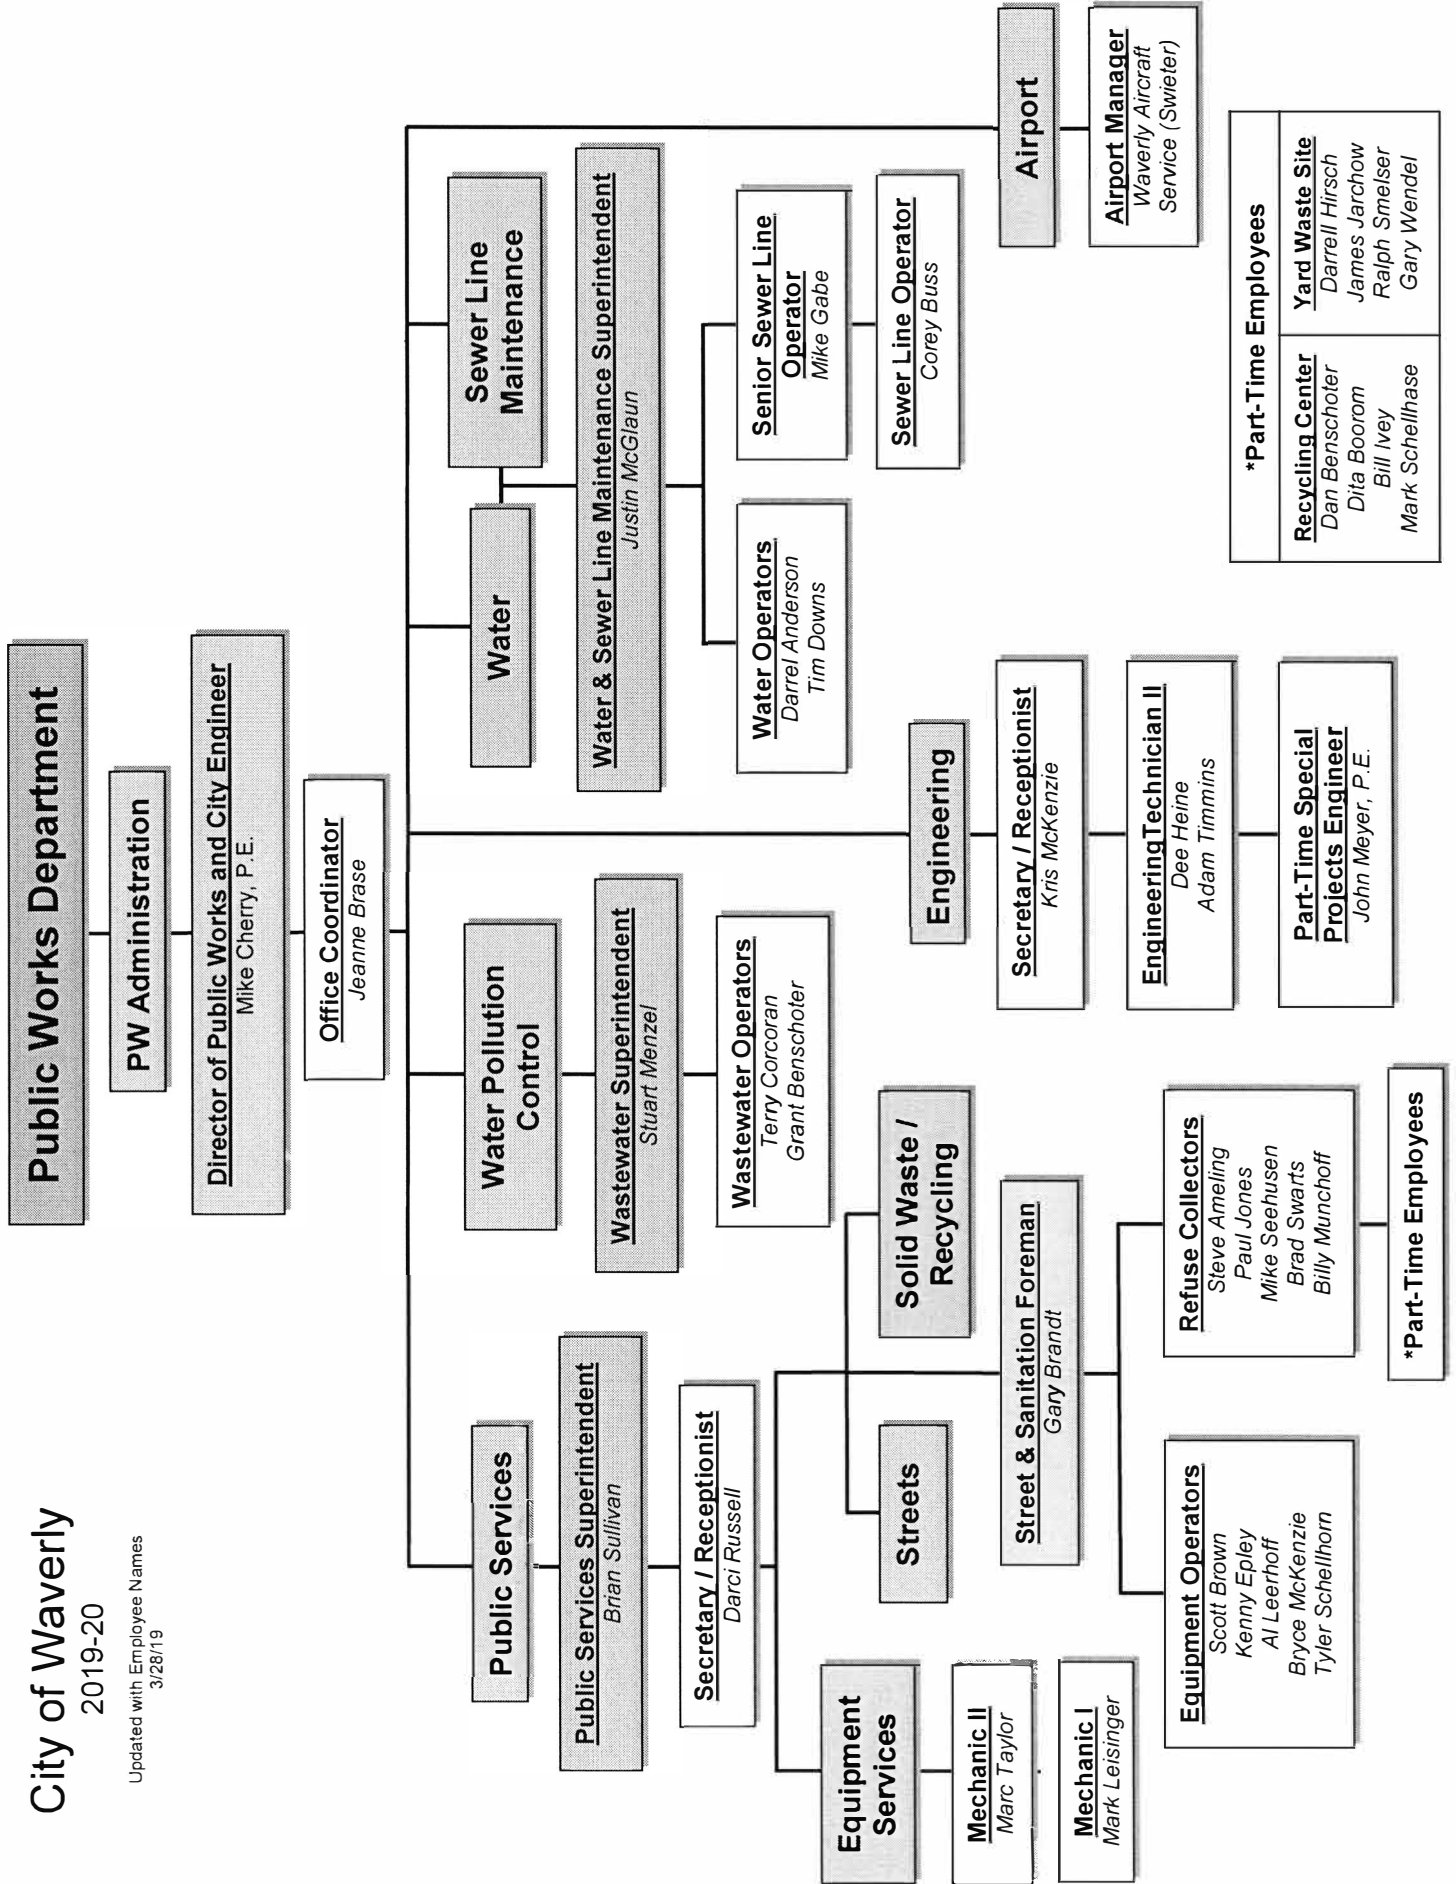 City of Waverly
2019-20
Updated with Employee Names
3/28/19
Public Works Department
PW Administration
Director of Public Works and City Engineer
Mike Cherry, P.E.
Office Coordinator
Jeanne Brase
Public Services
Public Services Superintendent
Brian Sullivan
Secretary / Receptionist
Darci Russell
Equipment
Services
Mechanic II
Marc Taylor
Mechanic I
Mark Leisinger
Streets
Solid Waste /
Recycling
Street & Sanitation Foreman
Gary Brandt
Equipment Operators
Scott Brown
Kenny Epley
Al Leerhoff
Bryce McKenzie
Tyler Schellhorn
Refuse Collectors
Steve Ameling
Paul Jones
Mike Seehusen
Brad Swarts
Billy Munchoff
*Part-Time Employees
Water Pollution
Control
Wastewater Superintendent
Stuart Menzel
Wastewater Operators
Terry Corcoran
Grant Benschoter
Engineering
Secretary / Receptionist
Kris McKenzie
EngineeringTechnician II
Dee Heine
Adam Timmins
Part-Time Special
Projects Engineer
John Meyer, P.E.
Water
Sewer Line
Maintenance
Water & Sewer Line Maintenance Superintendent
Justin McGlaun
Water Operators
Darrel Anderson
Tim Downs
Senior Sewer Line
Operator
Mike Gabe
Sewer Line Operator
Corey Buss
Airport
Airport Manager
Waverly Aircraft
Service (Swieter)
*Part-Time Employees
Recycling Center
Dan Benschoter
Dita Boorom
Bill Ivey
Mark Schellhase
Yard Waste Site
Darrell Hirsch
James Jarchow
Ralph Smelser
Gary Wendel